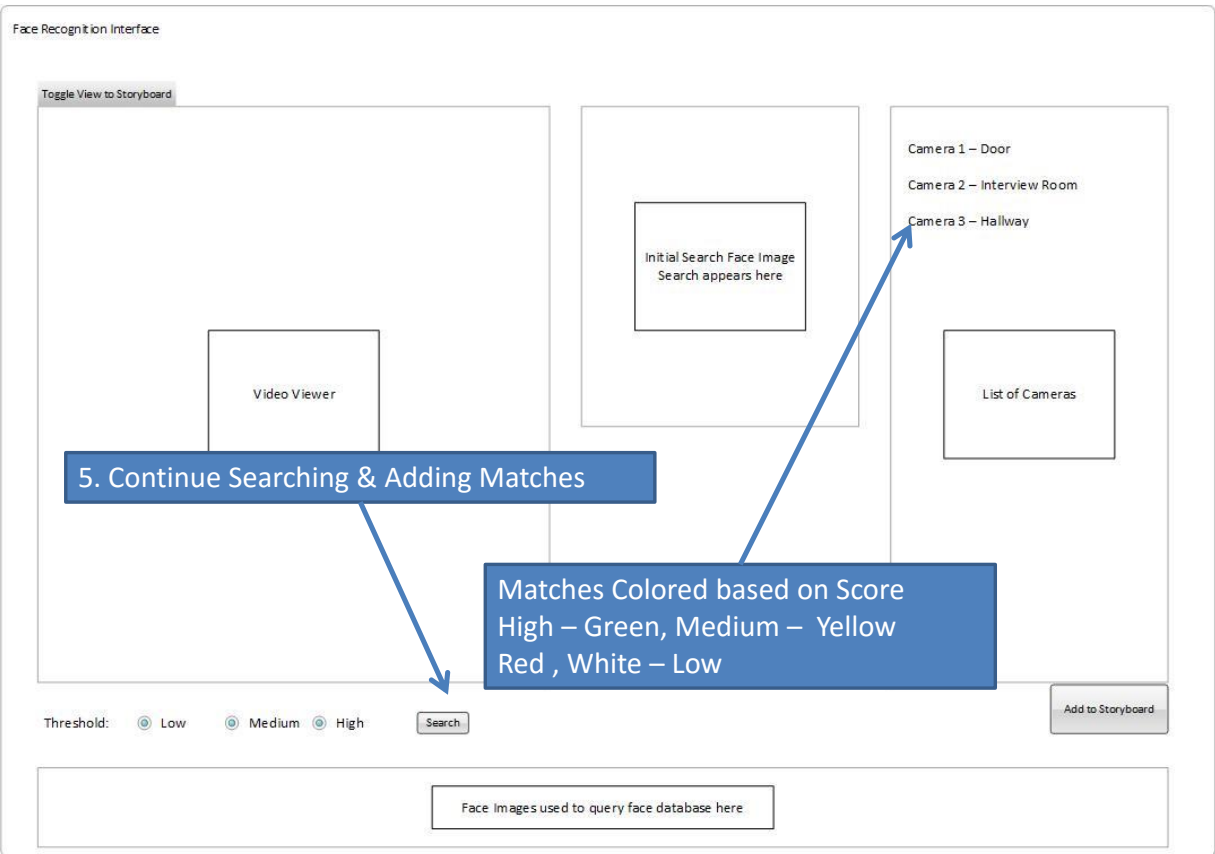 Face Recognition Interface
Toggle View to Storyboard
Camera 1 – Door
Camera 2 – Interview Room
Camera 3 – Hallway
Initial Search Face Image
Search appears here
Video Viewer
List of Cameras
5. Continue Searching & Adding Matches
Matches Colored based on Score
High – Green, Medium – Yellow
Red , White – Low
Threshold: Low Medium High Search
Add to Storyboard
Face Images used to query face database here